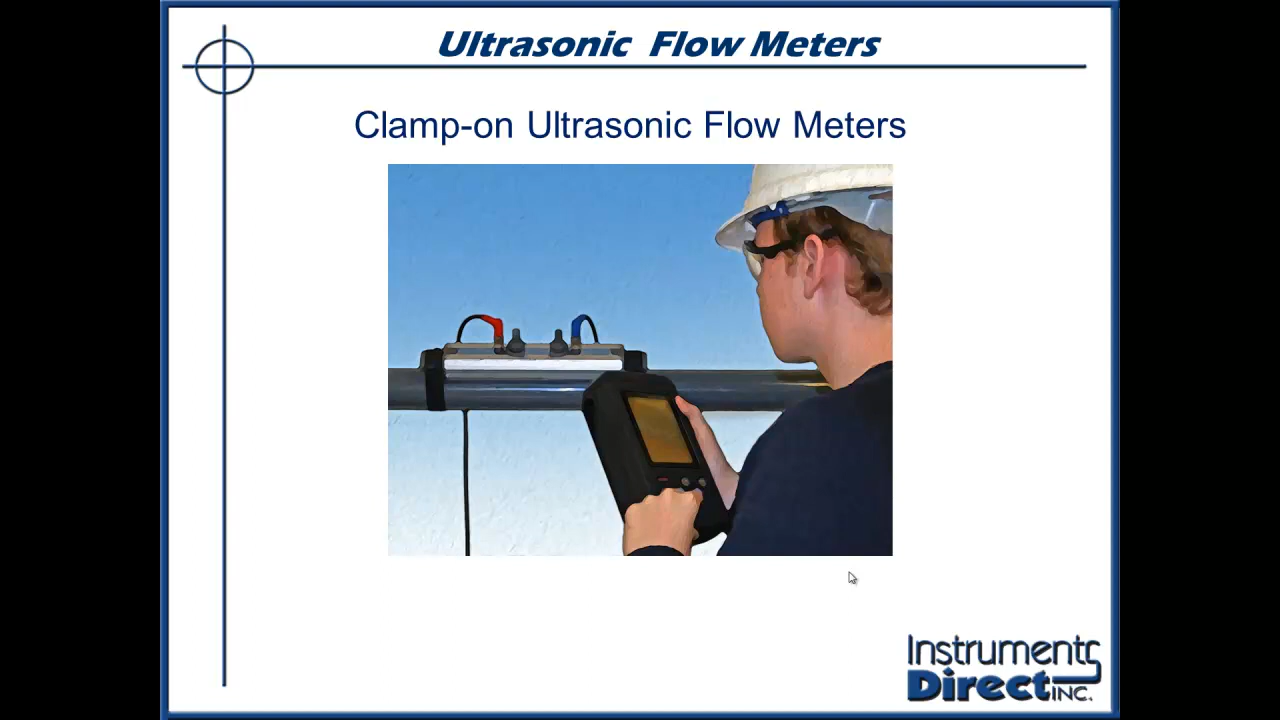 Ultrasonic Flow Meters
Clamp-on Ultrasonic Flow Meters
Instruments
Direct INC.